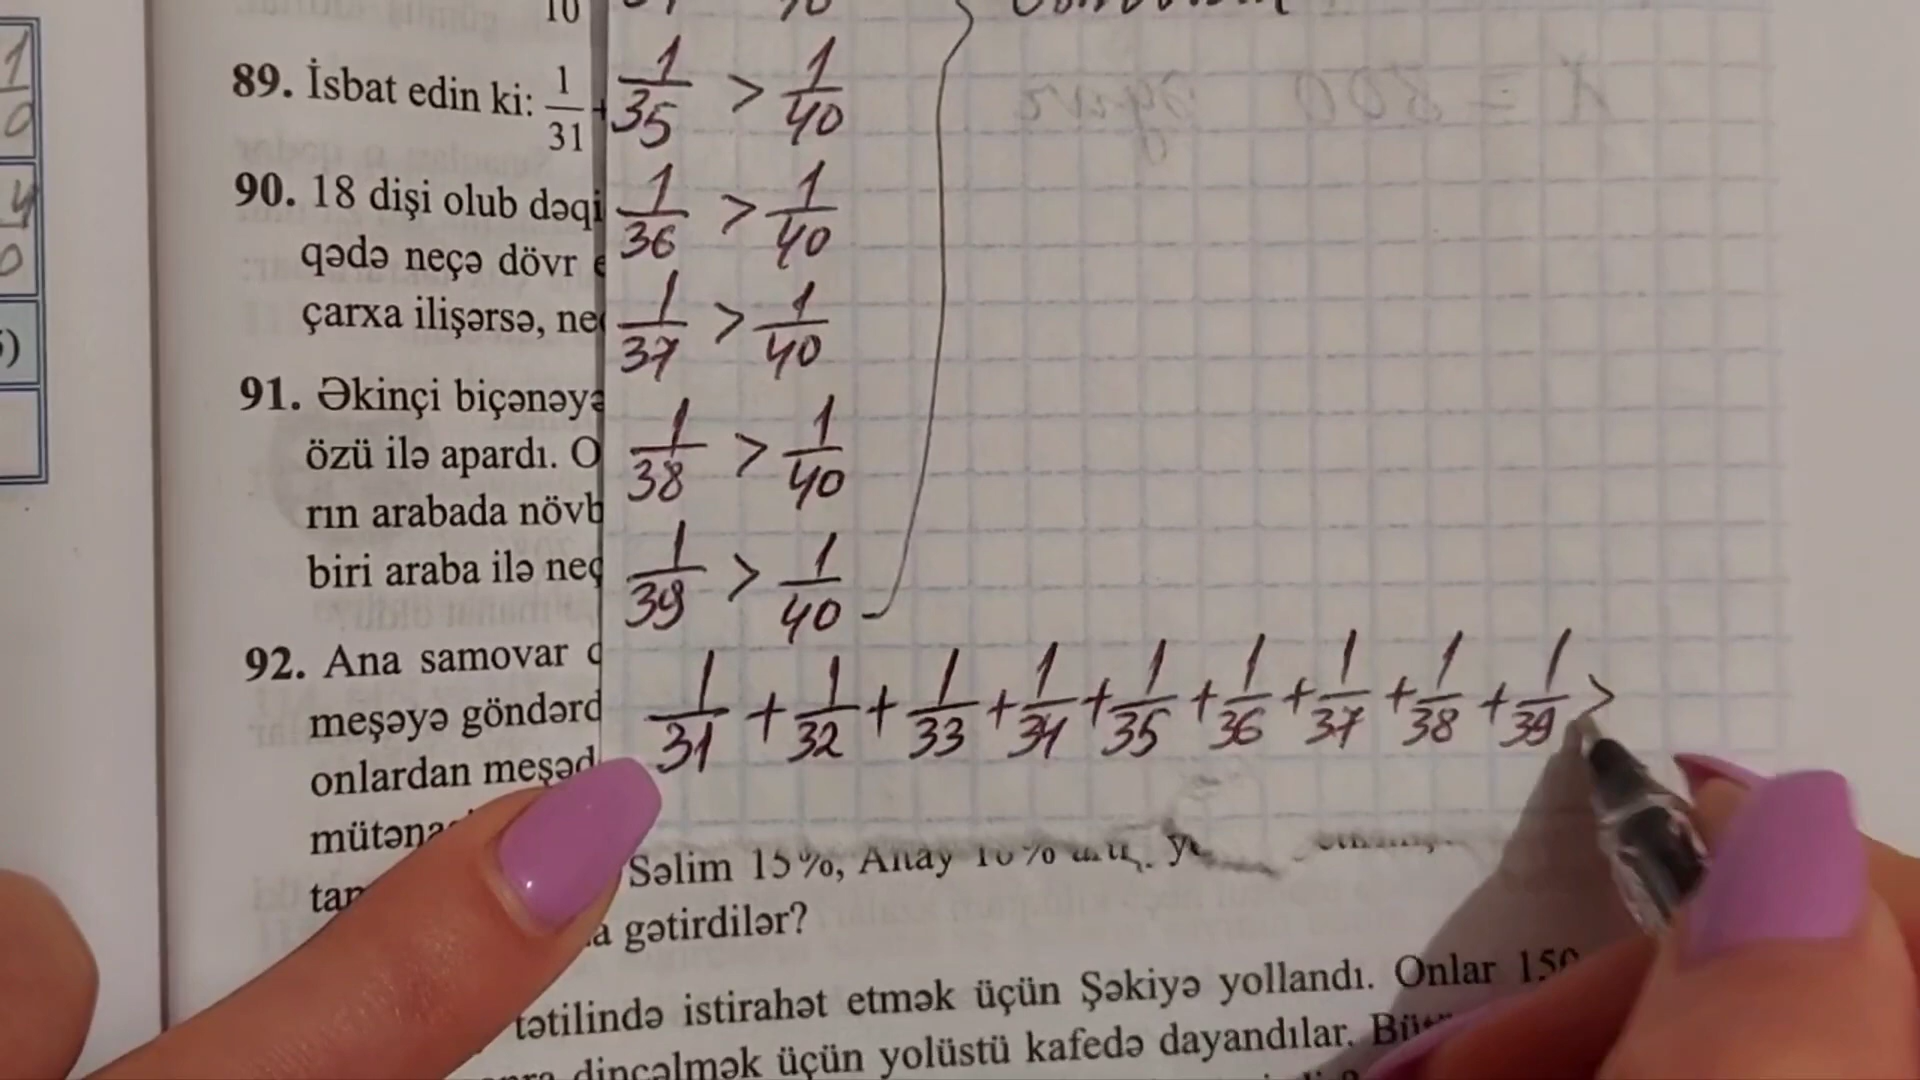 10
89. İsbat edin ki: 1/31 +
1/35 > 1/40
90. 18 dişi olub dəqi
1/36 > 1/40
qədə neçə dövr e
çarxa ilişərsə, ne
1/37 > 1/40
91. Əkinçi biçənəyə
1/38 > 1/40
özü ilə apardı. O
rın arabada növb
biri araba ilə neç
1/39 > 1/40
92. Ana samovar
1/31 + 1/32 + 1/33 + 1/34 + 1/35 + 1/36 + 1/37 + 1/38 + 1/39 >
meşəyə göndərd
onlardan meşəd
Səlim 15%, Anay 10%
gətirdilər?
tətilində istirahət etmək üçün Şəkiyə yollandı. Onlar 150
dincəlmək üçün yolüstü kafedə dayandılar.